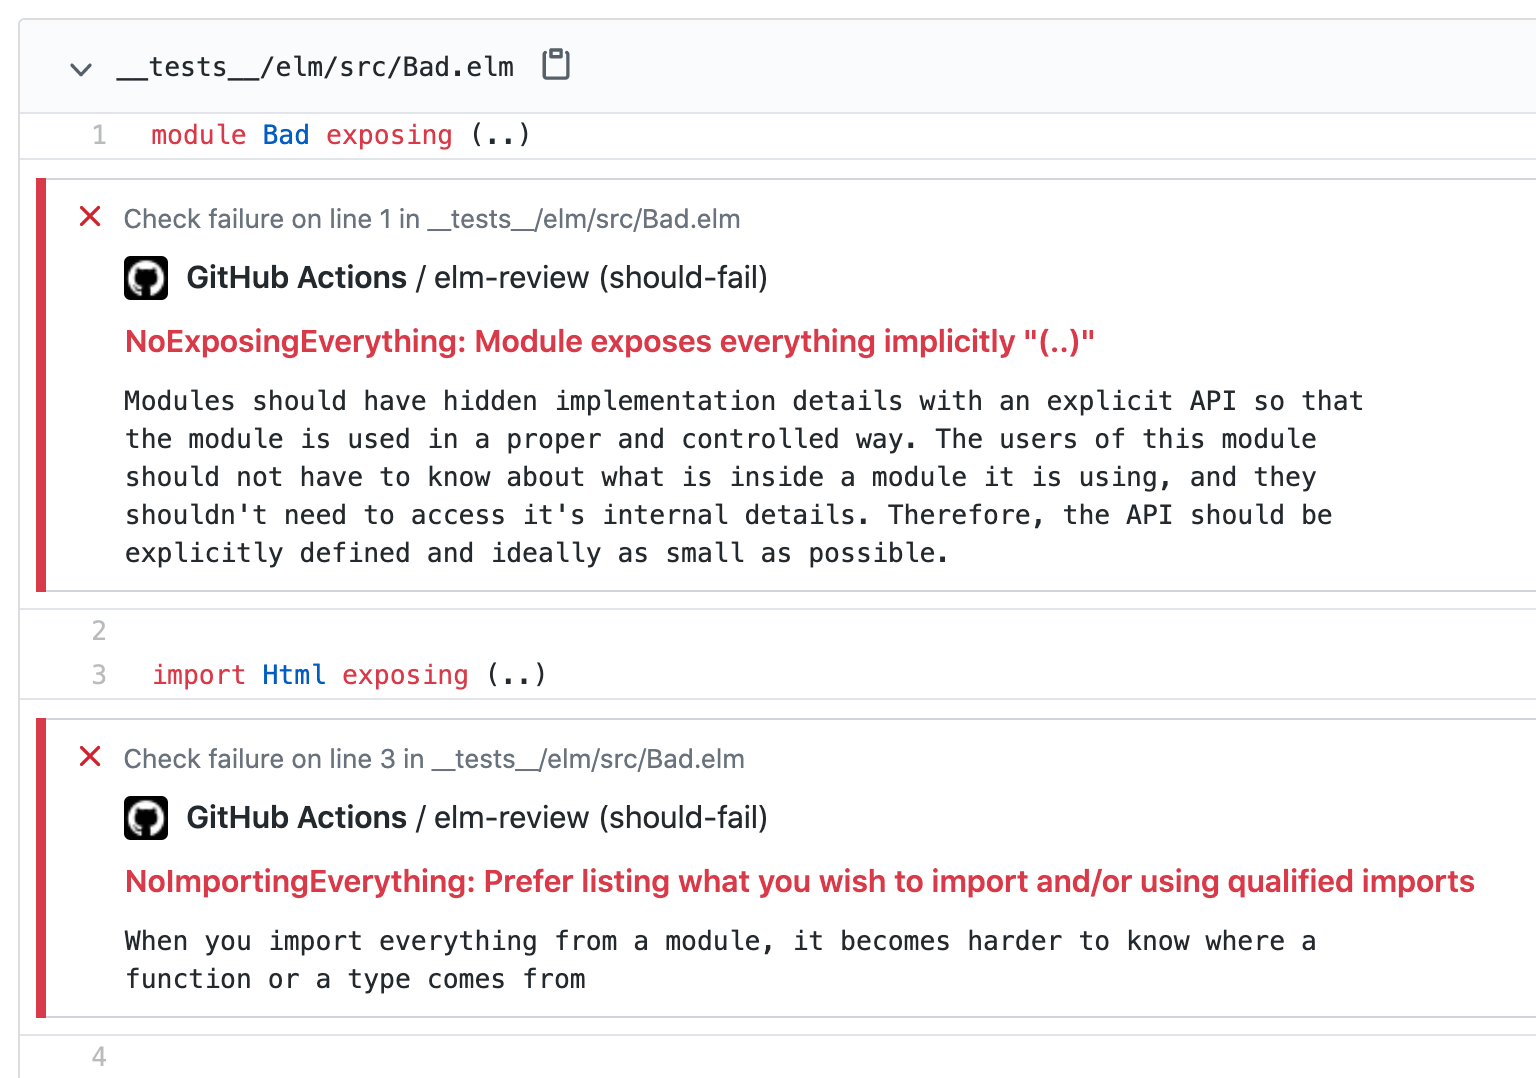 __tests__/elm/src/Bad.elm
1 module Bad exposing (..)
Check failure on line 1 in __tests__/elm/src/Bad.elm
GitHub Actions / elm-review (should-fail)
NoExposingEverything: Module exposes everything implicitly "(..)"
Modules should have hidden implementation details with an explicit API so that
the module is used in a proper and controlled way. The users of this module
should not have to know about what is inside a module it is using, and they
shouldn't need to access it's internal details. Therefore, the API should be
explicitly defined and ideally as small as possible.
2
3 import Html exposing (..)
Check failure on line 3 in __tests__/elm/src/Bad.elm
GitHub Actions / elm-review (should-fail)
NoImportingEverything: Prefer listing what you wish to import and/or using qualified imports
When you import everything from a module, it becomes harder to know where a
function or a type comes from
4